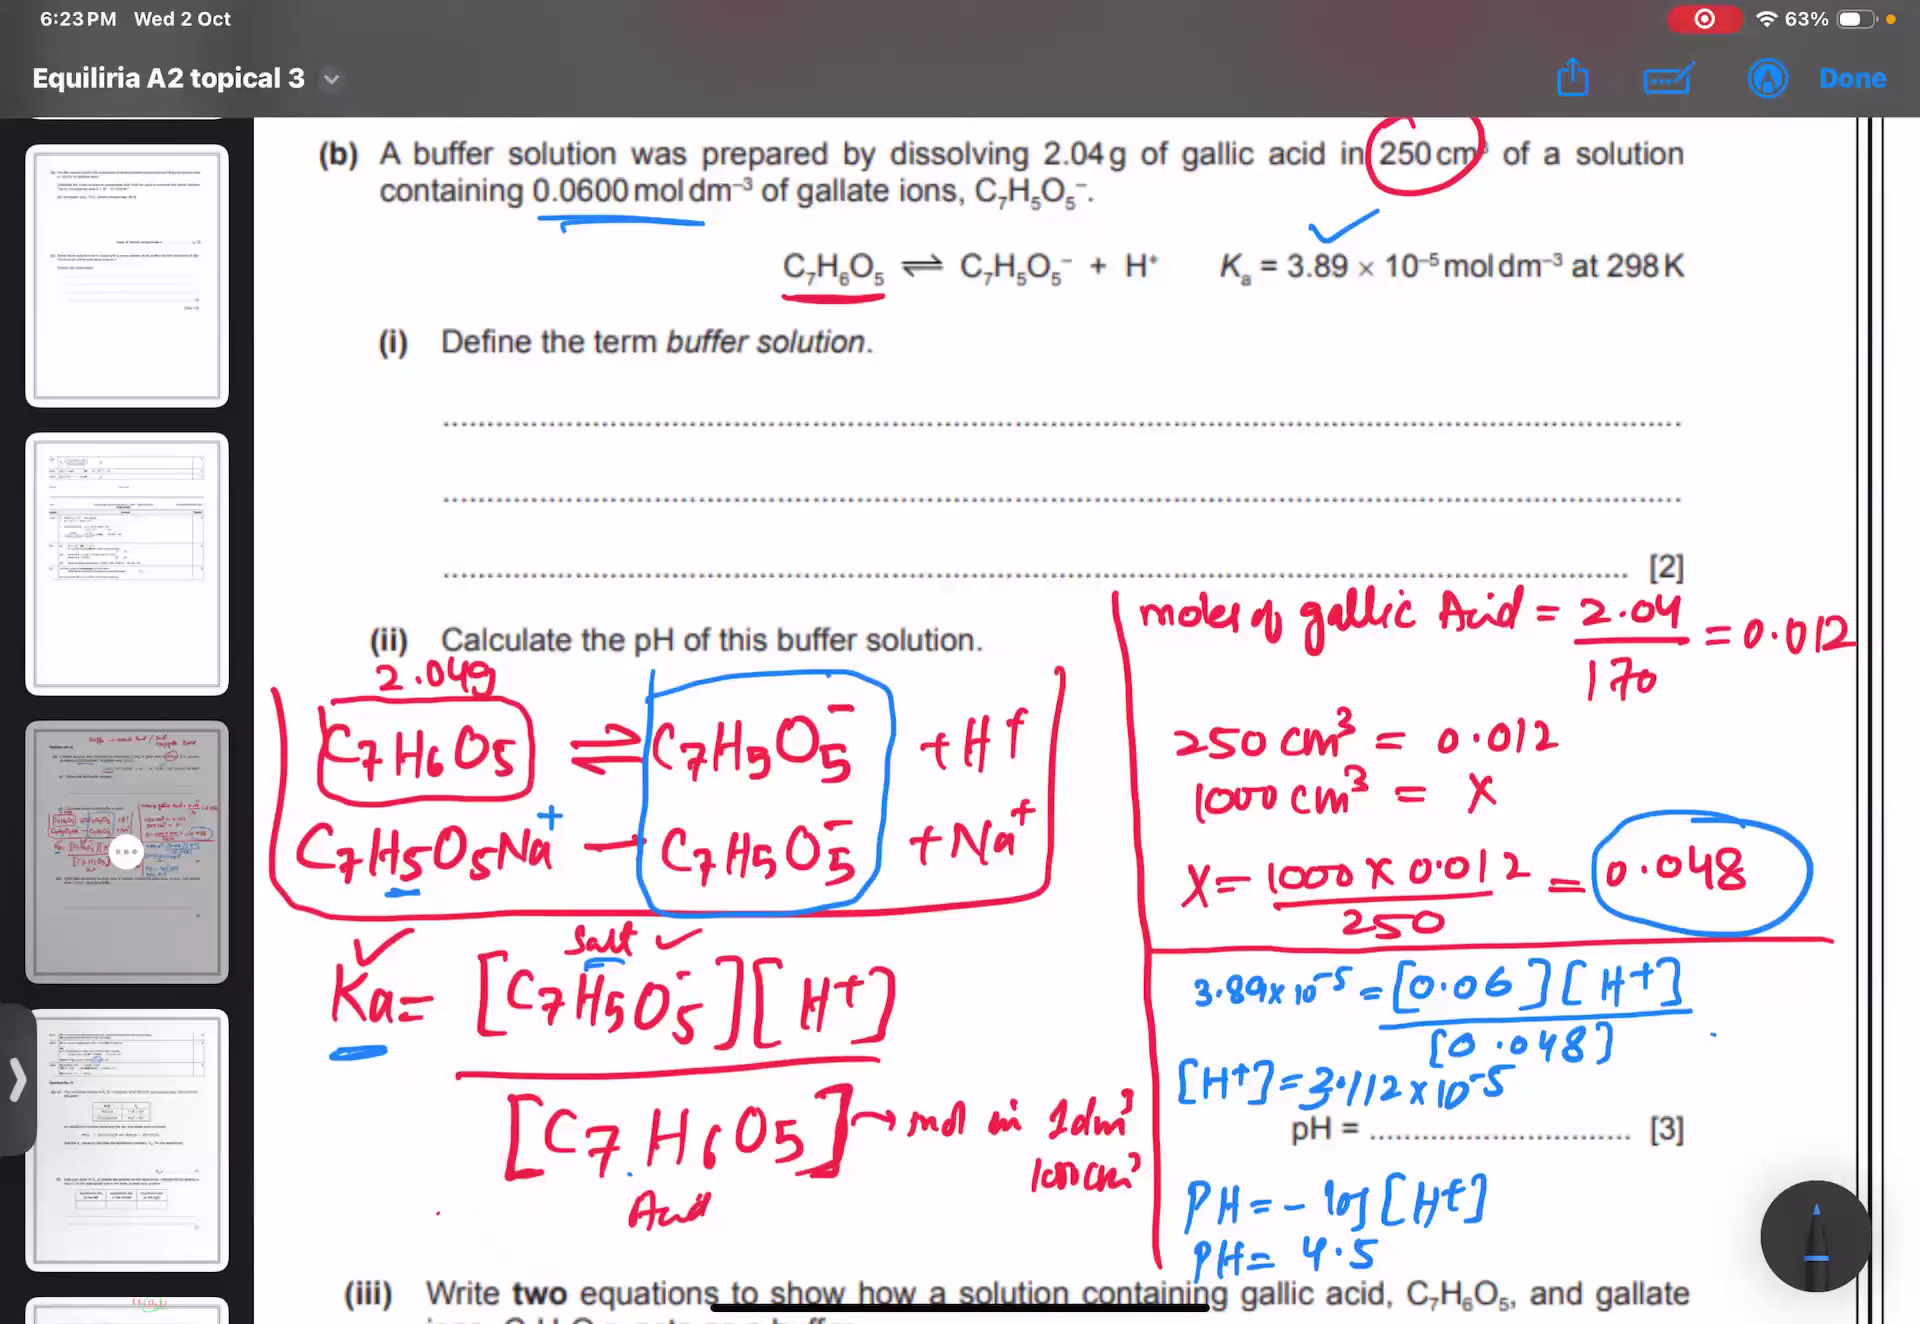 6:23 PM Wed 2 Oct
63%
Equiliria A2 topical 3
Done
(b) A buffer solution was prepared by dissolving 2.04 g of gallic acid in 250 cm³ of a solution
containing 0.0600 mol dm⁻³ of gallate ions, C₇H₅O₅⁻.
C₇H₆O₅ ⇌ C₇H₅O₅⁻ + H⁺ Kₐ = 3.89 × 10⁻⁵ mol dm⁻³ at 298 K
(i) Define the term buffer solution.
[2]
(ii) Calculate the pH of this buffer solution.
2.04g
C₇H₆O₅ ⇌ C₇H₅O₅⁻ + H⁺
C₇H₅O₅Na⁺ – C₇H₅O₅⁻ + Na⁺
Salt
Ka = [C₇H₅O₅⁻][H⁺]
[C₇H₆O₅] → mol in 1dm³
1000cm³
Acid
moles of gallic Acid = 2.04 = 0.012
170
250 cm³ = 0.012
1000 cm³ = X
X = 1000 X 0.012 = 0.048
250
3.89 x 10⁻⁵ = [0.06][H+]
[0.048]
[H+] = 3.112 x 10⁻⁵
pH = .............................. [3]
PH = - log [H+]
PH = 4.5
(iii) Write two equations to show how a solution containing gallic acid, C₇H₆O₅, and gallate